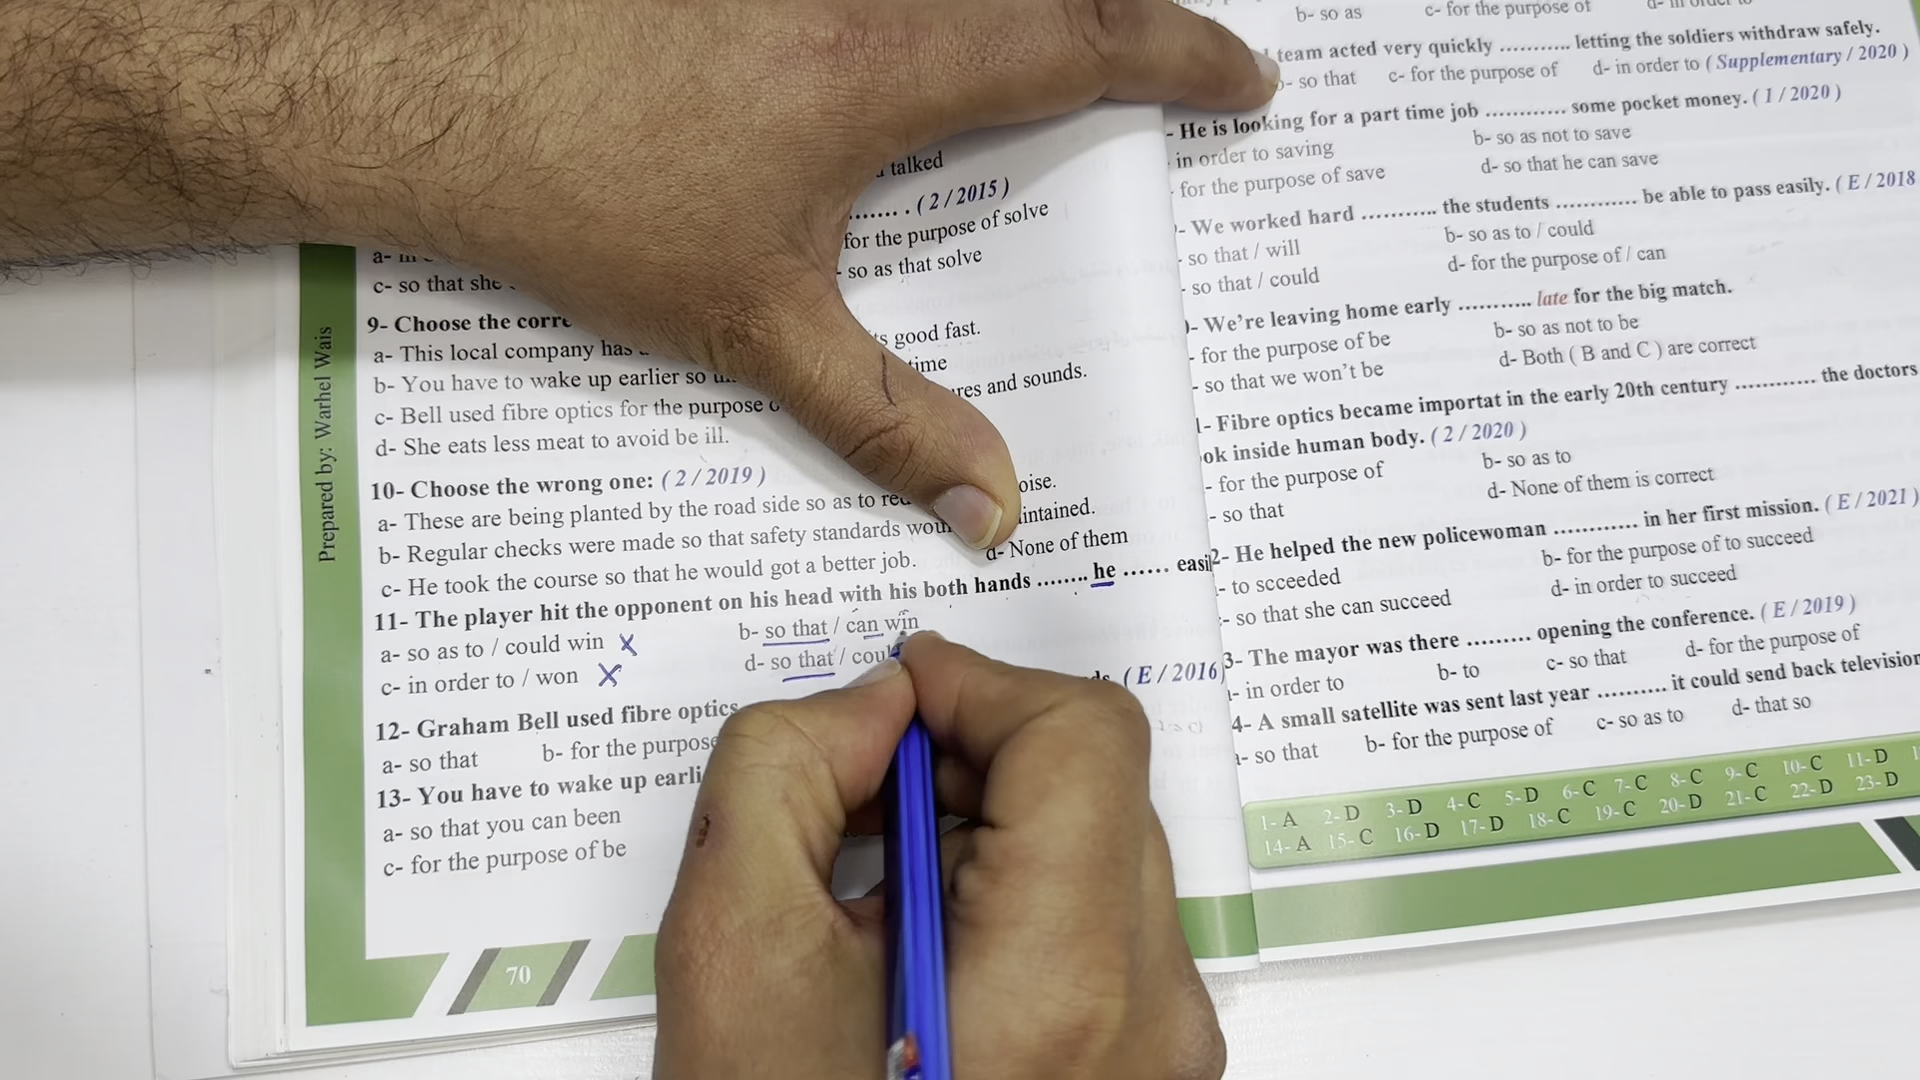 Prepared by: Warhel Wais
talked
........ . ( 2 / 2015 )
for the purpose of solve
c- so that she
so as that solve
9- Choose the
good fast.
a- This local company has
time
b- You have to wake up earlier so
and sounds.
c- Bell used fibre optics for the purpose
d- She eats less meat to avoid be ill.
10- Choose the wrong one: ( 2 / 2019 )
a- These are being planted by the road side so as to
b- Regular checks were made so that safety standards
c- He took the course so that he would got a better job.
d- None of them
11- The player hit the opponent on his head with his both hands ........ he ......
a- so as to / could win X
b- so that / can win
c- in order to / won X
d- so that /
( E / 2016
12- Graham Bell used fibre optics
a- so that
b- for the purpose
13- You have to wake up
a- so that you can been
c- for the purpose of be
70
b- so as
c- for the purpose of
team acted very quickly ........... letting the soldiers withdraw safely.
so that
c- for the purpose of
d- in order to ( Supplementary / 2020 )
- He is looking for a part time job ............ some pocket money. ( 1 / 2020 )
in order to saving
b- so as not to save
for the purpose of save
d- so that he can save
- We worked hard ........... the students ............ be able to pass easily. ( E / 2018
so that / will
b- so as to / could
so that / could
d- for the purpose of / can
- We're leaving home early ........... late for the big match.
for the purpose of be
b- so as not to be
so that we won't be
d- Both ( B and C ) are correct
- Fibre optics became importat in the early 20th century ............ the doctors
inside human body. ( 2 / 2020 )
- for the purpose of
b- so as to
- so that
d- None of them is correct
2- He helped the new policewoman ............ in her first mission. ( E / 2021 )
- to scceeded
b- for the purpose of to succeed
- so that she can succeed
d- in order to succeed
3- The mayor was there ......... opening the conference. ( E / 2019 )
- in order to
b- to
c- so that
d- for the purpose of
4- A small satellite was sent last year .......... it could send back television
- so that
b- for the purpose of
c- so as to
d- that so
1- A 2- D 3- D 4- C 5- D 6- C 7- C 8- C 9- C 10- C 11- D
14- A 15- C 16- D 17- D 18- C 19- C 20- D 21- C 22- D 23- D